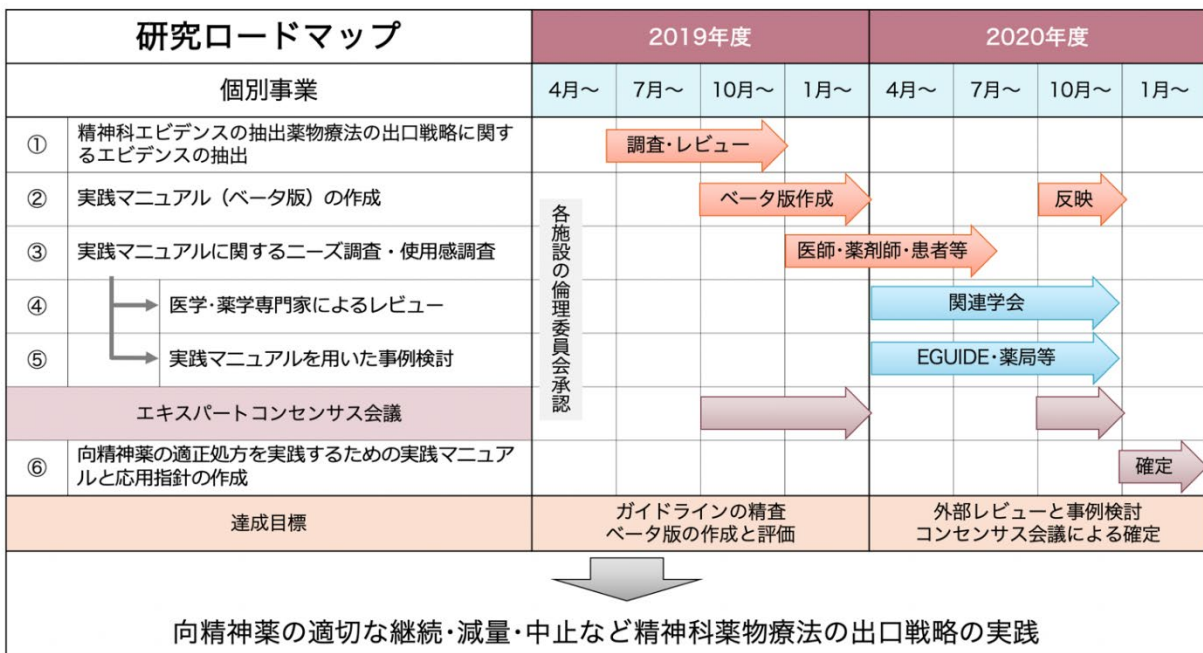 研究ロードマップ
2019年度
2020年度
個別事業
4月〜
7月〜
10月〜
1月〜
4月〜
7月〜
10月〜
1月〜
①
精神科エビデンスの抽出薬物療法の出口戦略に関す
るエビデンスの抽出
調査・レビュー
②
実践マニュアル（ベータ版）の作成
ベータ版作成
反映
③
実践マニュアルに関するニーズ調査・使用感調査
医師・薬剤師・患者等
④
医学・薬学専門家によるレビュー
関連学会
⑤
実践マニュアルを用いた事例検討
EGUIDE・薬局等
各施設の倫理委員会承認
エキスパートコンセンサス会議
⑥
向精神薬の適正処方を実践するための実践マニュア
ルと応用指針の作成
確定
達成目標
ガイドラインの精査
ベータ版の作成と評価
外部レビューと事例検討
コンセンサス会議による確定
向精神薬の適切な継続・減量・中止など精神科薬物療法の出口戦略の実践